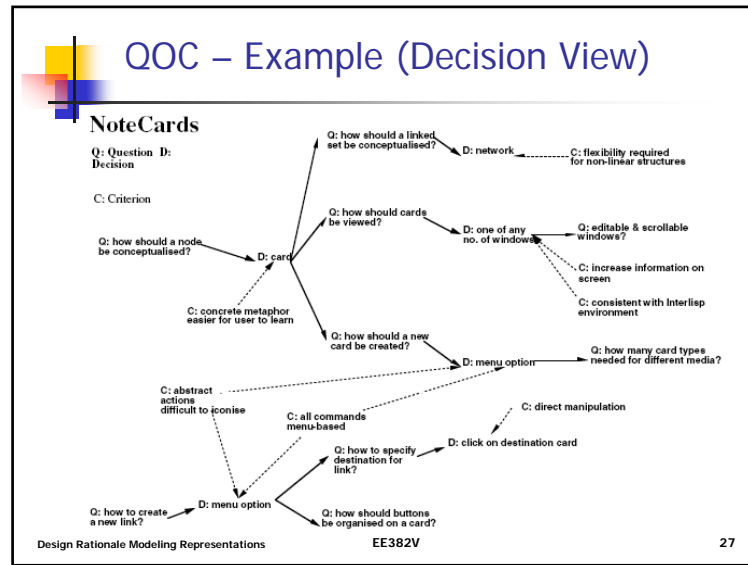 QOC – Example (Decision View)
NoteCards
Q: Question D:
Decision
C: Criterion
Q: how should a linked
set be conceptualised?
D: network
C: flexibility required
for non-linear structures
Q: how should a node
be conceptualised?
D: card
Q: how should cards
be viewed?
D: one of any
no. of windows
Q: editable & scrollable
windows?
C: increase information on
screen
C: consistent with Interlisp
environment
C: concrete metaphor
easier for user to learn
Q: how should a new
card be created?
D: menu option
Q: how many card types
needed for different media?
C: abstract
actions
difficult to iconise
C: all commands
menu-based
C: direct manipulation
Q: how to specify
destination for
link?
D: click on destination card
Q: how to create
a new link?
D: menu option
Q: how should buttons
be organised on a card?
Design Rationale Modeling Representations
EE382V
27